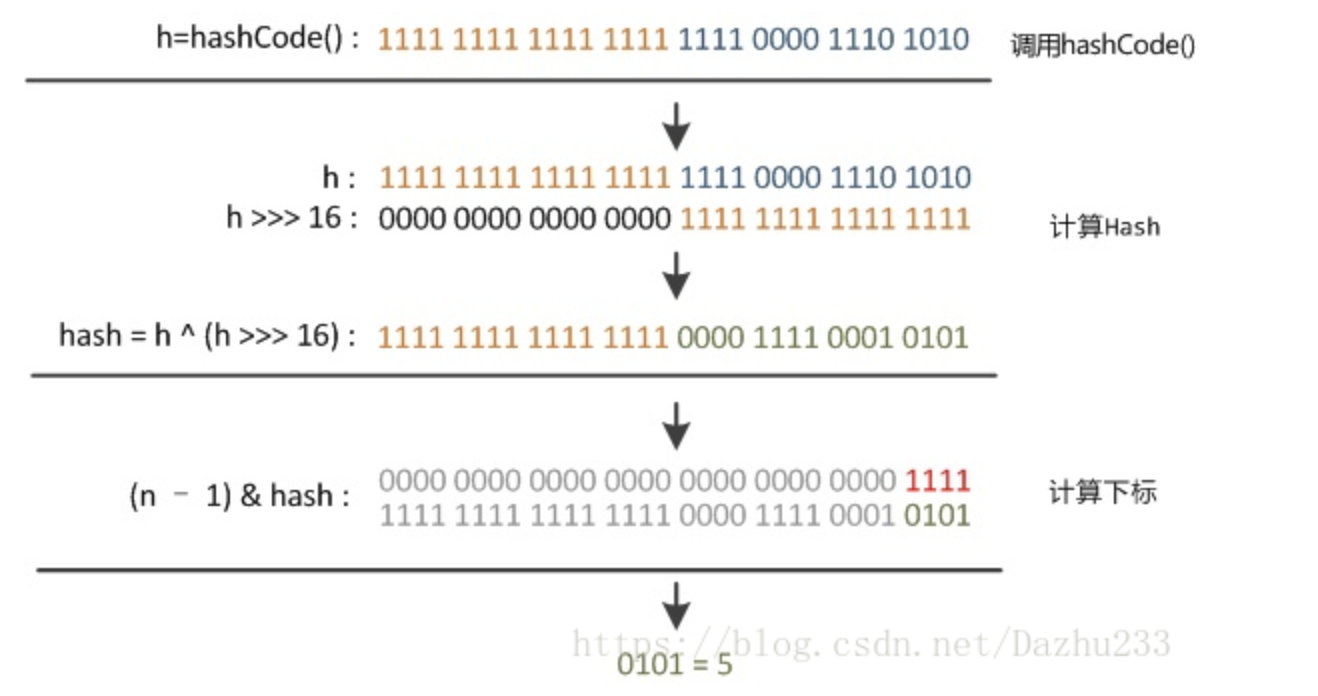 h=hashCode() : 1111 1111 1111 1111 1111 0000 1110 1010 调用hashCode()
h : 1111 1111 1111 1111 1111 0000 1110 1010
h >>> 16 : 0000 0000 0000 0000 1111 1111 1111 1111
计算Hash
hash = h ^ (h >>> 16) : 1111 1111 1111 1111 0000 1111 0001 0101
0000 0000 0000 0000 0000 0000 0000 1111
(n － 1) & hash : 计算下标
1111 1111 1111 1111 0000 1111 0001 0101
https://blog.csdn.net/Dazhu233
0101 = 5